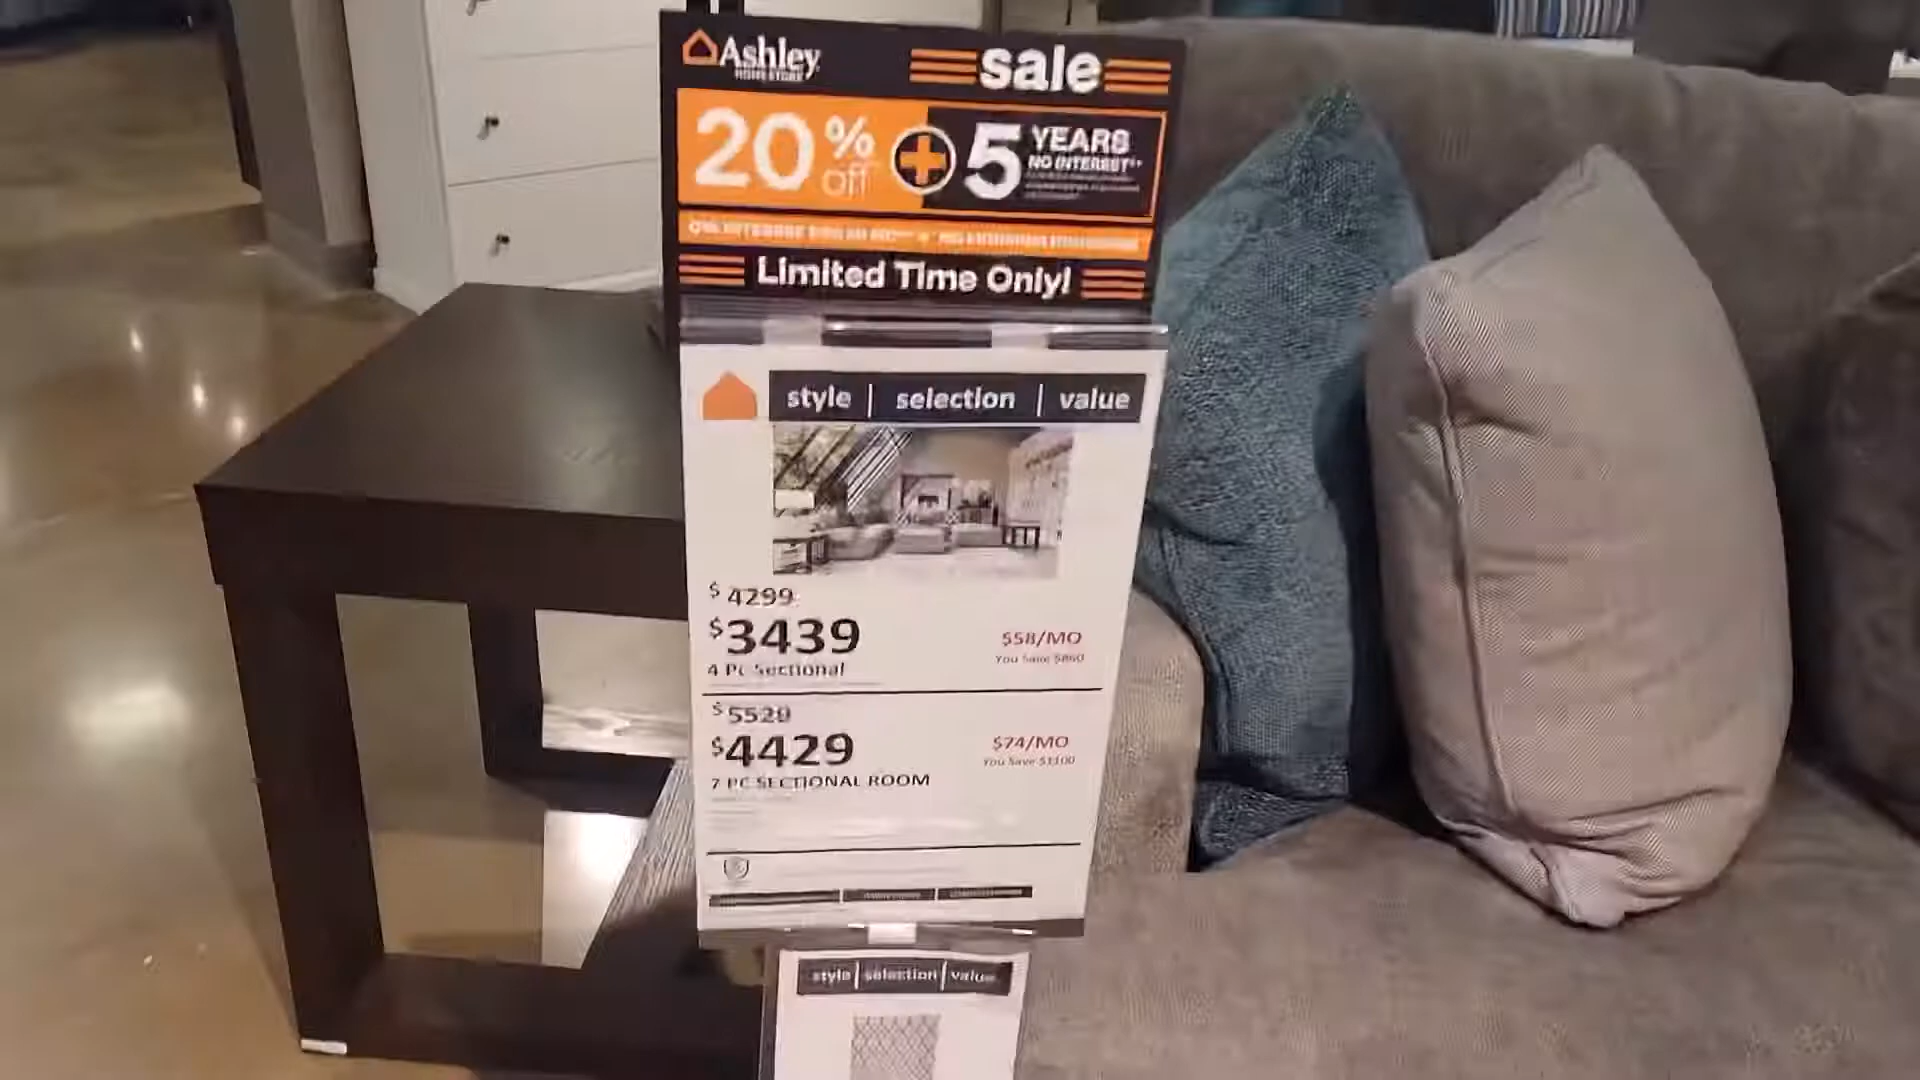 Ashley
HOMESTORE
sale
20% off + 5 YEARS
NO INTEREST**
Limited Time Only!
style | selection | value
$4299
$3439
4 PC Sectional
$58/MO
You Save $860
$5529
$4429
7 PC SECTIONAL ROOM
$74/MO
You Save $1100
style | selection | value